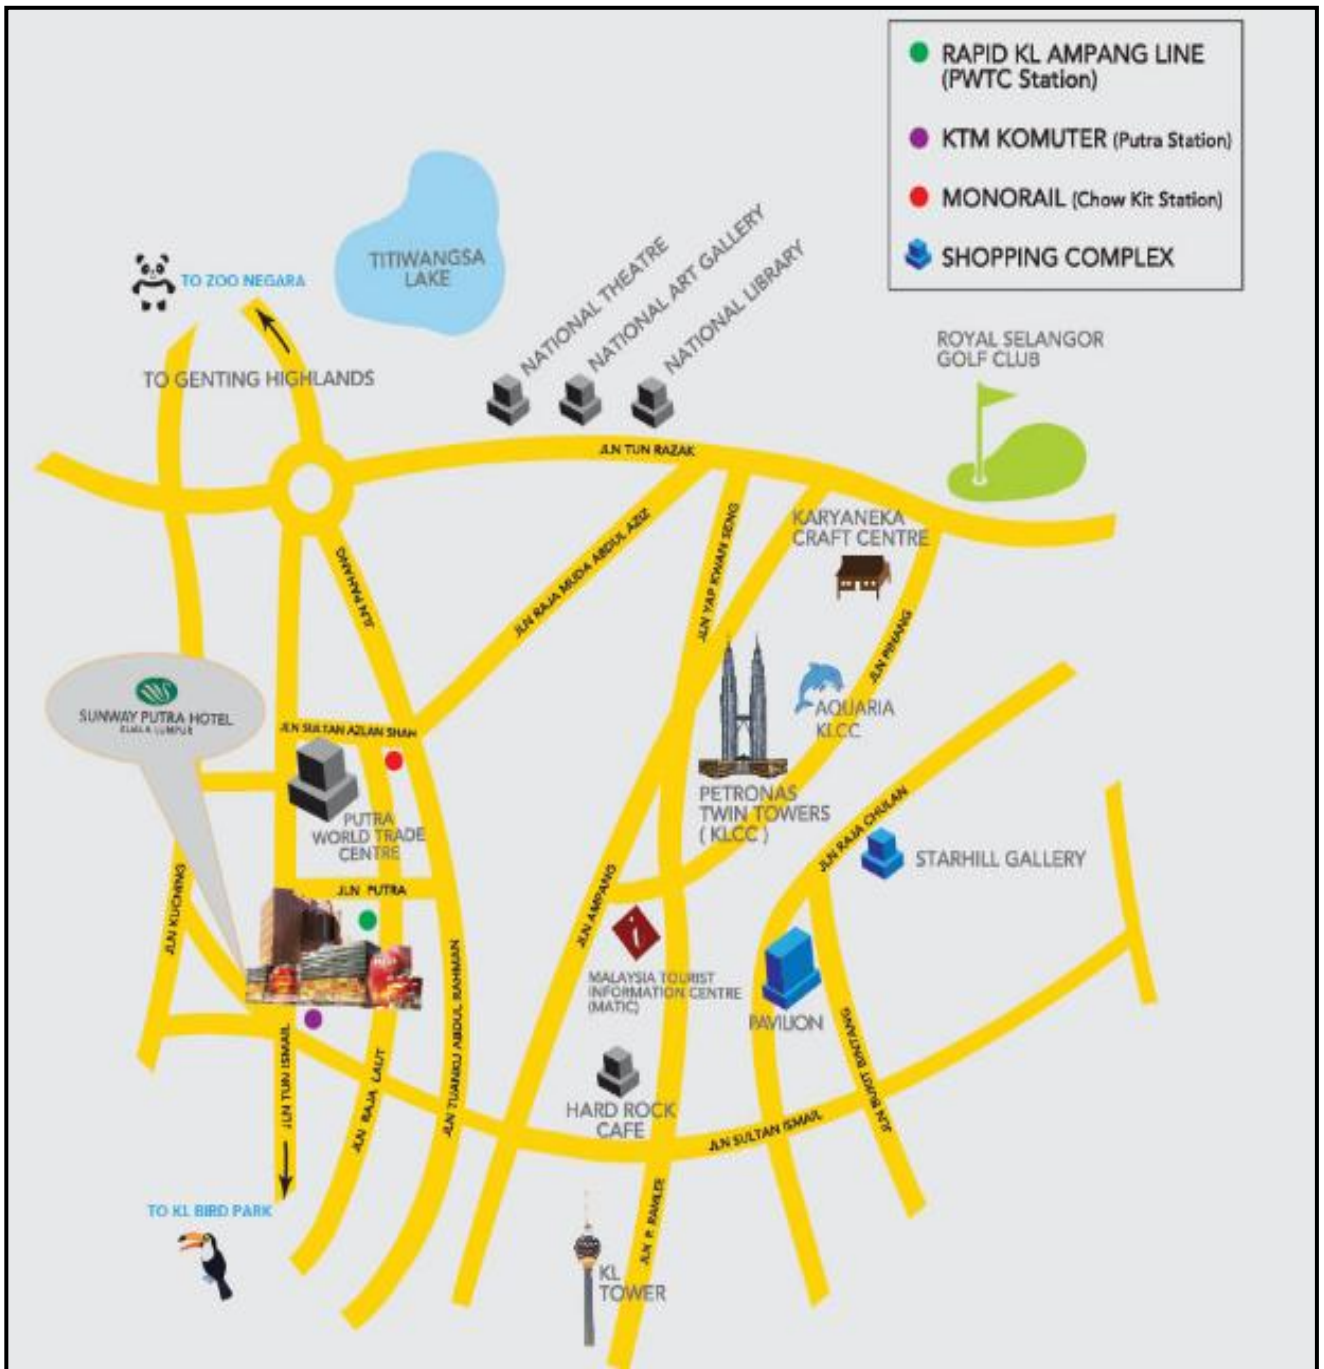 RAPID KL AMPANG LINE
(PWTC Station)
KTM KOMUTER (Putra Station)
MONORAIL (Chow Kit Station)
SHOPPING COMPLEX
TITIWANGSA
LAKE
TO ZOO NEGARA
NATIONAL THEATRE
NATIONAL ART GALLERY
NATIONAL LIBRARY
ROYAL SELANGOR
GOLF CLUB
TO GENTING HIGHLANDS
JLN TUN RAZAK
KARYANEKA
CRAFT CENTRE
JLN PAHANG
JLN RAJA MUDA ABDUL AZIZ
JLN YAP KWAN SENG
JLN PINANG
SUNWAY PUTRA HOTEL
KUALA LUMPUR
JLN SULTAN AZLAN SHAH
AQUARIA
KLCC
PETRONAS
TWIN TOWERS
( KLCC )
PUTRA
WORLD TRADE
CENTRE
JLN RAJA CHULAN
STARHILL GALLERY
JLN KUCHING
JLN PUTRA
JLN AMPANG
i
MALAYSIA TOURIST
INFORMATION CENTRE
(MATIC)
PAVILION
JLN TUN ISMAIL
JLN RAJA LAUT
JLN TUANKU ABDUL RAHMAN
JLN BUKIT BINTANG
HARD ROCK
CAFE
JLN SULTAN ISMAIL
TO KL BIRD PARK
JLN P. RAMLEE
KL
TOWER